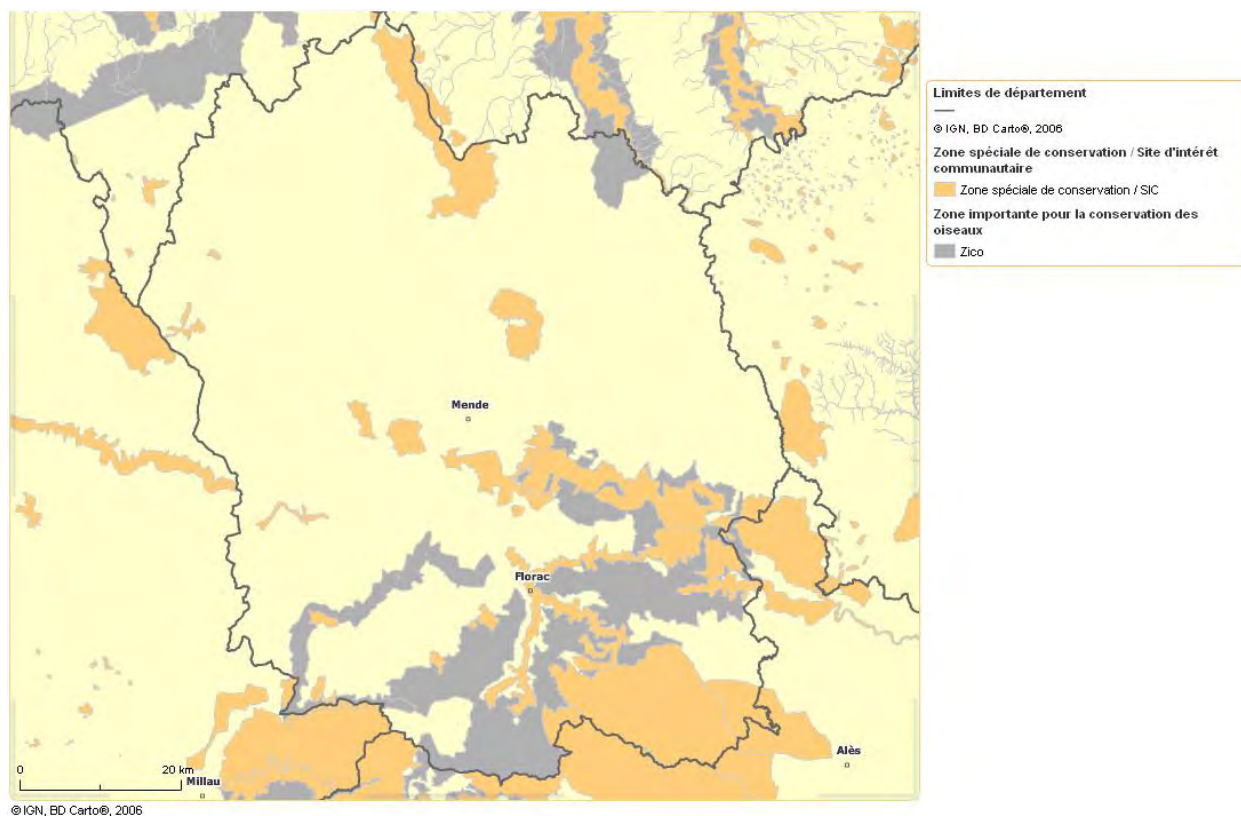 Mende
Florac
Alès
0 20 km
Millau
© IGN, BD Carto®, 2006
Limites de département
© IGN, BD Carto®, 2006
Zone spéciale de conservation / Site d'intérêt
communautaire
Zone spéciale de conservation / SIC
Zone importante pour la conservation des
oiseaux
Zico